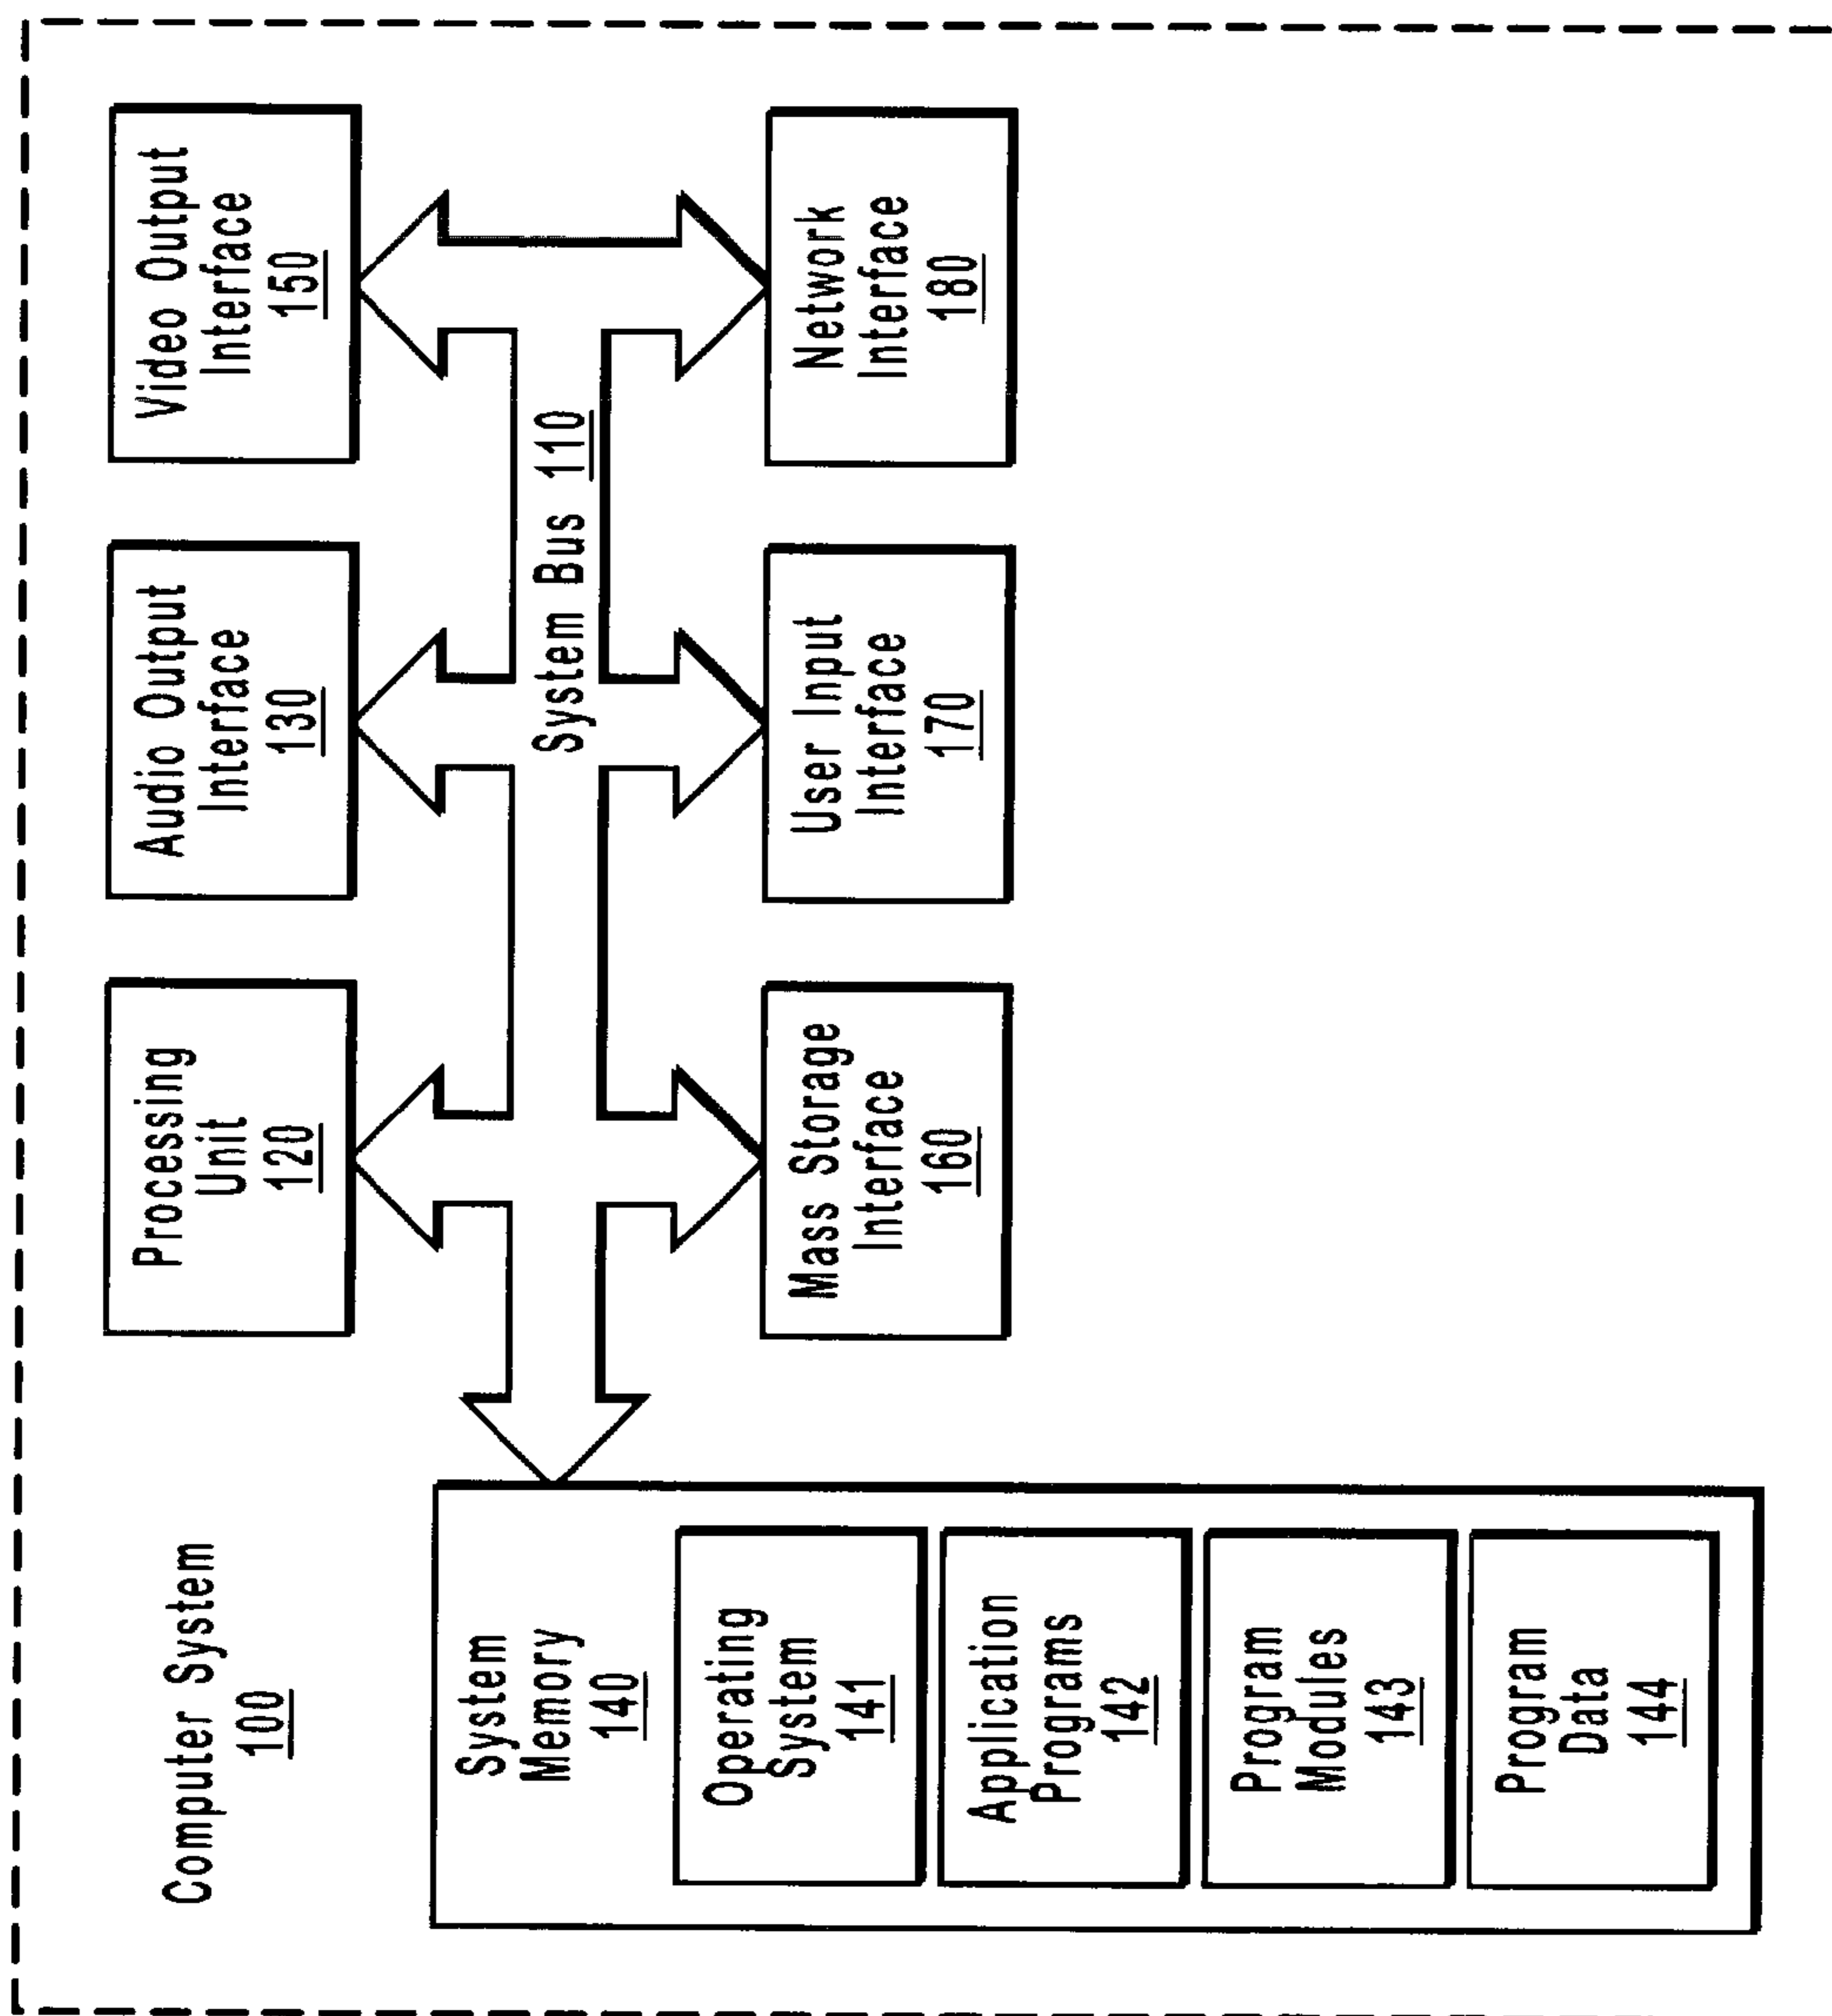 Computer System
100
System
Memory
140
Operating
System
141
Application
Programs
142
Program
Modules
143
Program
Data
144
Processing
Unit
120
Audio Output
Interface
130
Video Output
Interface
150
System Bus 110
Mass Storage
Interface
160
User Input
Interface
170
Network
Interface
180